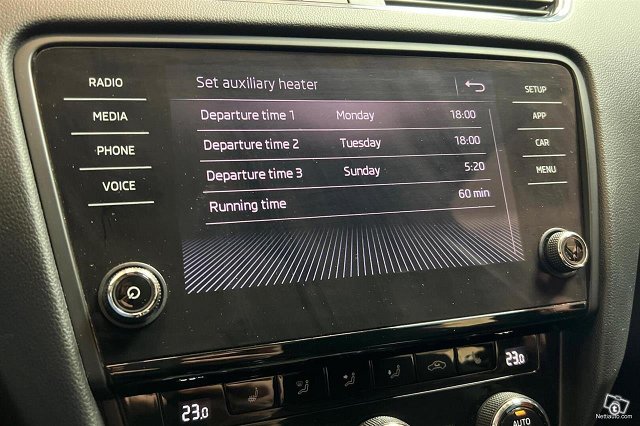 RADIO
MEDIA
PHONE
VOICE
Set auxiliary heater
Departure time 1 Monday 18:00
Departure time 2 Tuesday 18:00
Departure time 3 Sunday 5:20
Running time 60 min
SETUP
APP
CAR
MENU
23.0
23.0
AUTO
Nettiauto.com